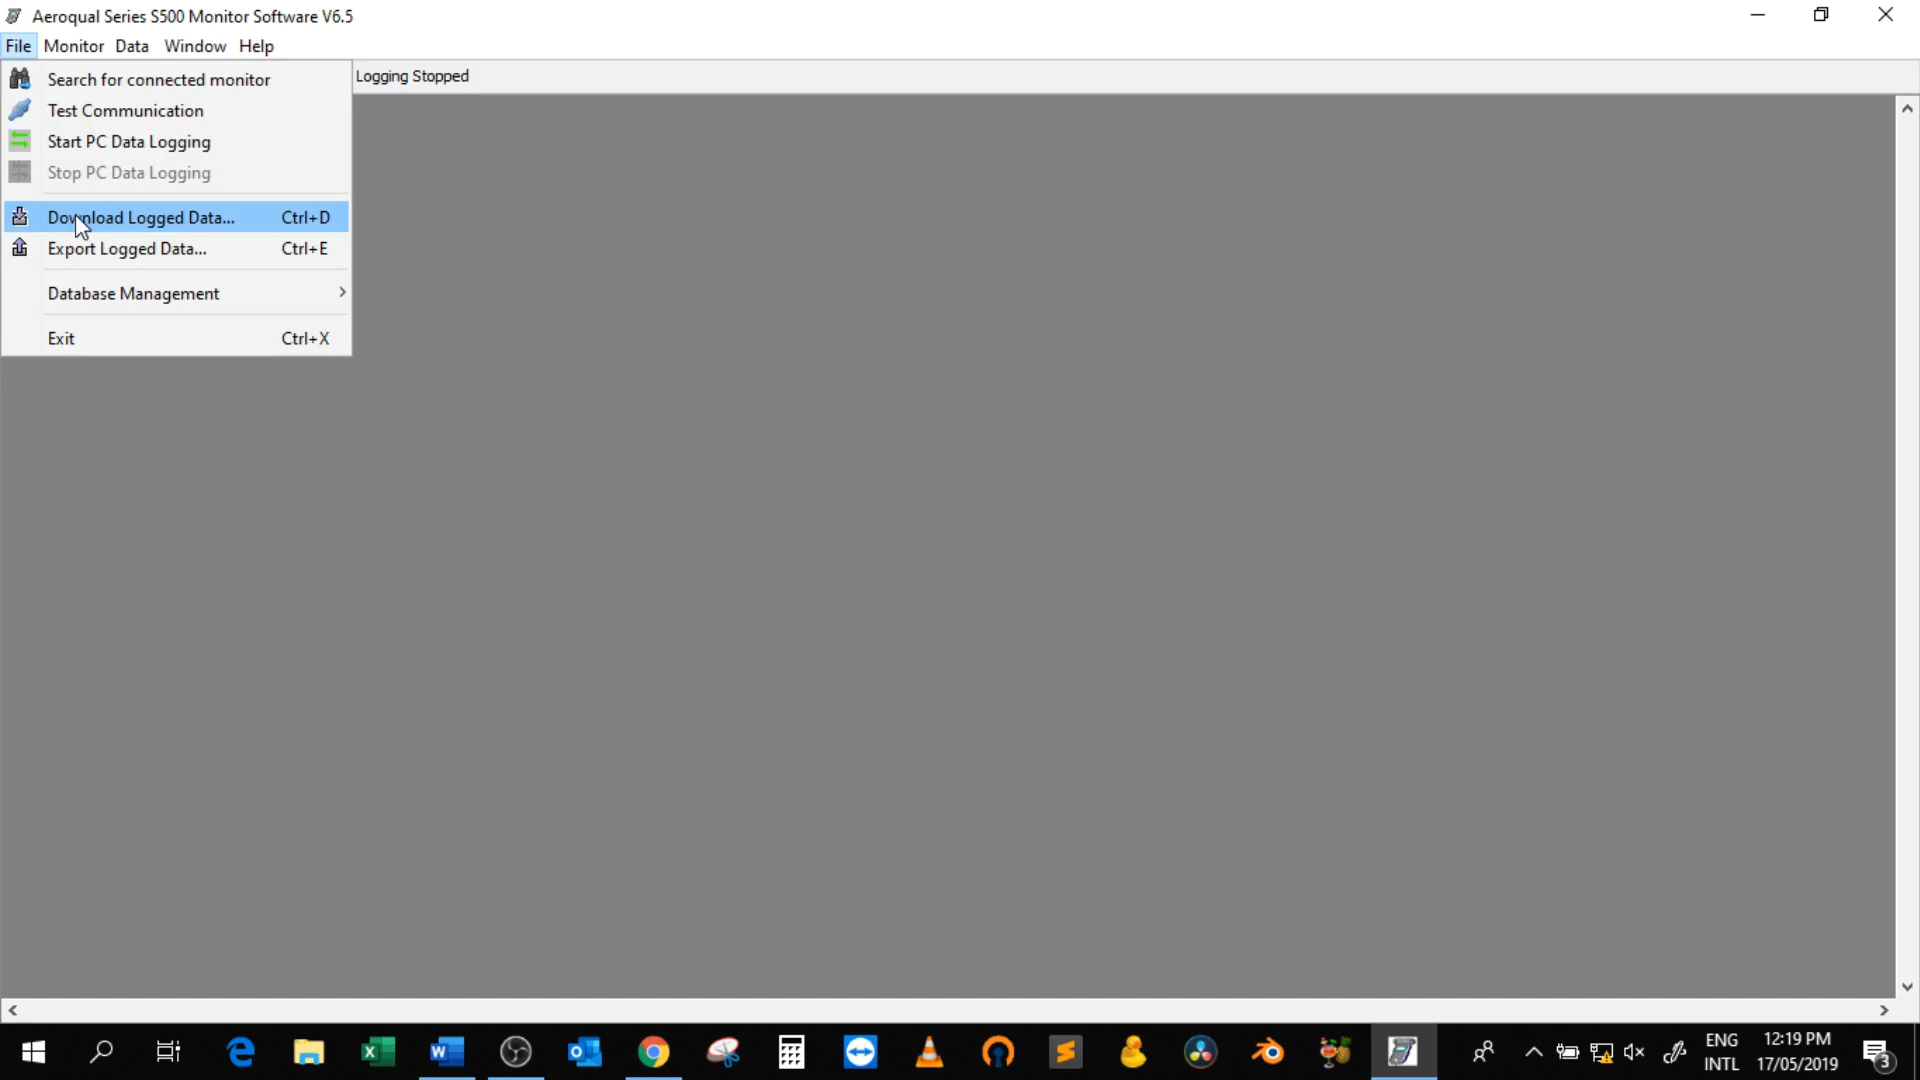 Aeroqual Series S500 Monitor Software V6.5
File Monitor Data Window Help
Logging Stopped
Search for connected monitor
Test Communication
Start PC Data Logging
Stop PC Data Logging
Download Logged Data... Ctrl+D
Export Logged Data... Ctrl+E
Database Management
Exit Ctrl+X
ENG 12:19 PM
INTL 17/05/2019
3